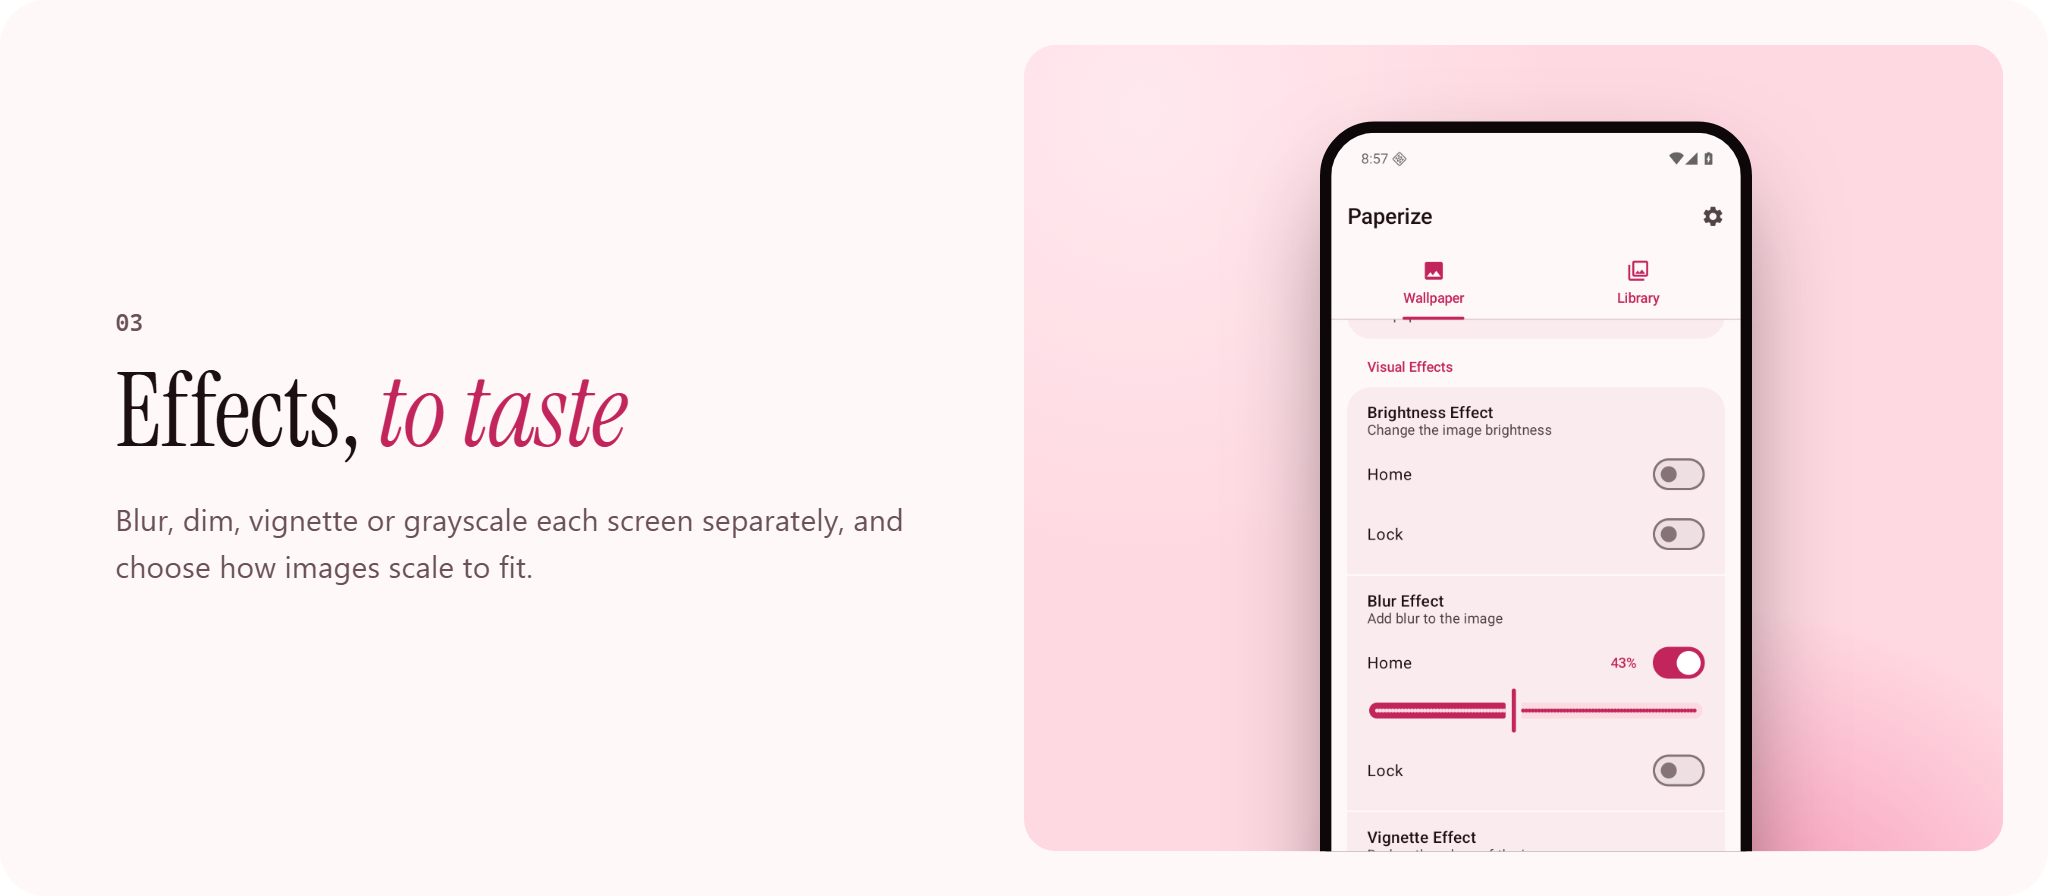 03
Effects, to taste
Blur, dim, vignette or grayscale each screen separately, and
choose how images scale to fit.
8:57
Paperize
Wallpaper
Library
Visual Effects
Brightness Effect
Change the image brightness
Home
Lock
Blur Effect
Add blur to the image
Home 43%
Lock
Vignette Effect